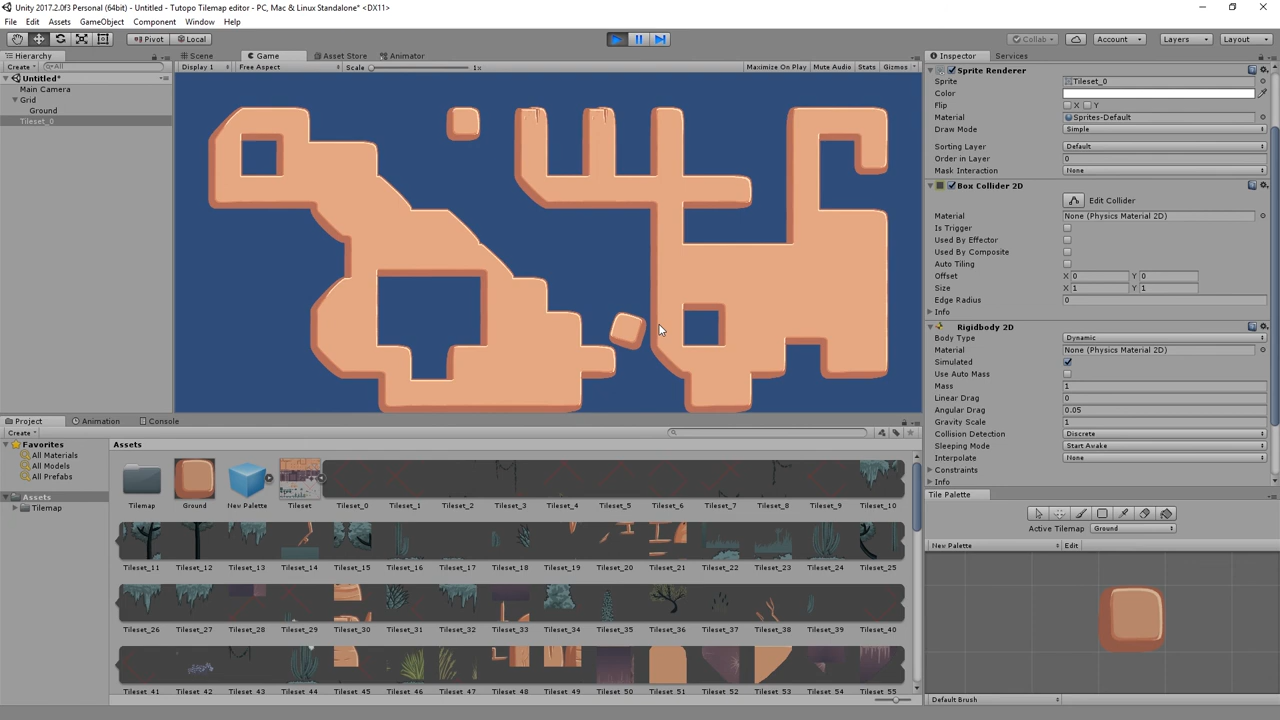 Unity 2017.2.0f3 Personal (64bit) - Untitled - Tutopo Tilemap editor - PC, Mac & Linux Standalone* <DX11>
File Edit Assets GameObject Component Window Help
Pivot Local Collab Account Layers Layout
Hierarchy
Create All
Untitled*
Main Camera
Grid
Ground
Tileset_0
Scene Game Asset Store Animator
Display 1 Free Aspect Scale 1x Maximize On Play Mute Audio Stats Gizmos
Inspector Services
Sprite Renderer
Sprite Tileset_0
Color
Flip X Y
Material Sprites-Default
Draw Mode Simple
Sorting Layer Default
Order in Layer 0
Mask Interaction None
Box Collider 2D
Edit Collider
Material None (Physics Material 2D)
Is Trigger
Used By Effector
Used By Composite
Auto Tiling
Offset X 0 Y 0
Size X 1 Y 1
Edge Radius 0
Info
Rigidbody 2D
Body Type Dynamic
Material None (Physics Material 2D)
Simulated
Use Auto Mass
Mass 1
Linear Drag 0
Angular Drag 0.05
Gravity Scale 1
Collision Detection Discrete
Sleeping Mode Start Awake
Interpolate None
Constraints
Info
Project Animation Console
Create
Favorites
All Materials
All Models
All Prefabs
Assets
Tilemap
Assets
Tilemap Ground New Palette Tileset Tileset_0 Tileset_1 Tileset_2 Tileset_3 Tileset_4 Tileset_5 Tileset_6 Tileset_7 Tileset_8 Tileset_9 Tileset_10
Tileset_11 Tileset_12 Tileset_13 Tileset_14 Tileset_15 Tileset_16 Tileset_17 Tileset_18 Tileset_19 Tileset_20 Tileset_21 Tileset_22 Tileset_23 Tileset_24 Tileset_25
Tileset_26 Tileset_27 Tileset_28 Tileset_29 Tileset_30 Tileset_31 Tileset_32 Tileset_33 Tileset_34 Tileset_35 Tileset_36 Tileset_37 Tileset_38 Tileset_39 Tileset_40
Tileset_41 Tileset_42 Tileset_43 Tileset_44 Tileset_45 Tileset_46 Tileset_47 Tileset_48 Tileset_49 Tileset_50 Tileset_51 Tileset_52 Tileset_53 Tileset_54 Tileset_55
Tile Palette
Active Tilemap Ground
New Palette Edit
Default Brush